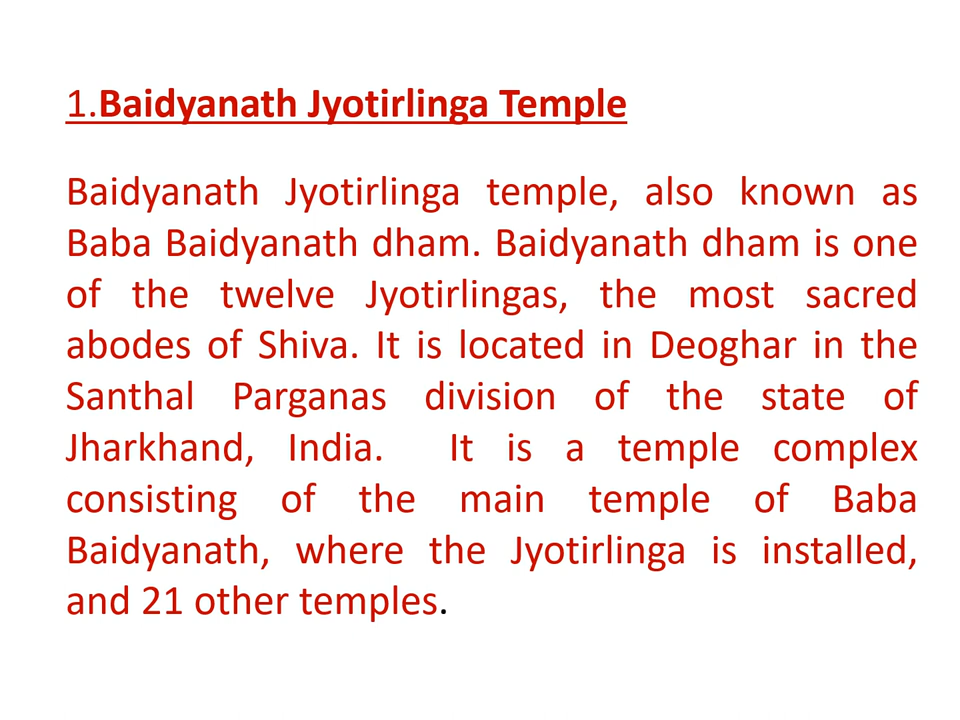 1.Baidyanath Jyotirlinga Temple
Baidyanath Jyotirlinga temple, also known as
Baba Baidyanath dham. Baidyanath dham is one
of the twelve Jyotirlingas, the most sacred
abodes of Shiva. It is located in Deoghar in the
Santhal Parganas division of the state of
Jharkhand, India. It is a temple complex
consisting of the main temple of Baba
Baidyanath, where the Jyotirlinga is installed,
and 21 other temples.